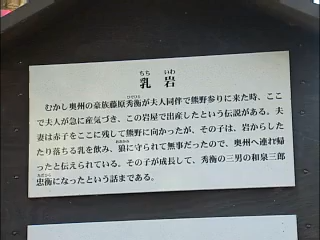 ちち いわ
乳岩
むかし奥州の豪族藤原秀衡が夫人同伴で熊野参りに来た時、ここ
で夫人が急に産気づき、この岩屋で出産したという伝説がある。夫
妻は赤子をここに残して熊野に向かったが、その子は、岩からした
たり落ちる乳を飲み、狼に守られて無事だったので、奥州へ連れ帰
ったと伝えられている。その子が成長して、秀衡の三男の和泉三郎
忠衡になったという話まである。